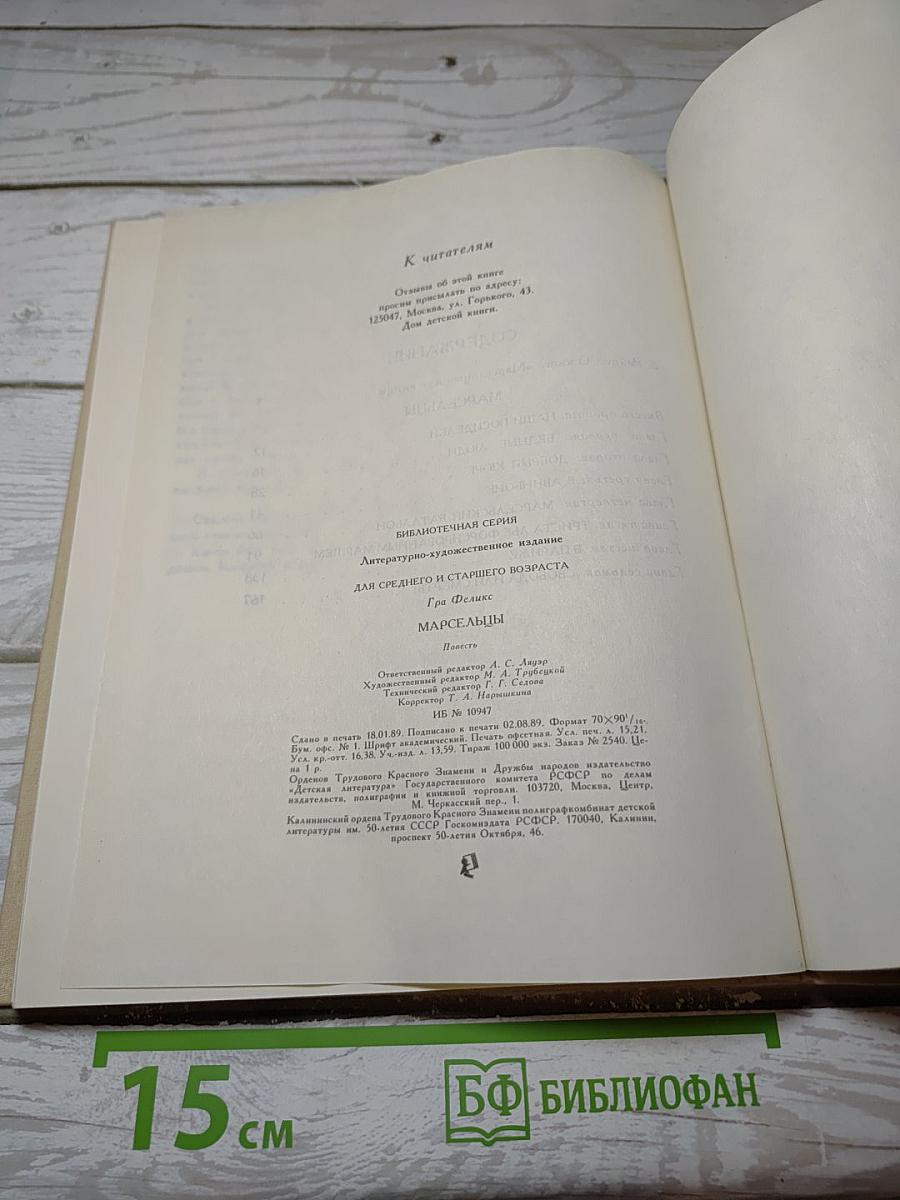 К читателям
Отзывы об этой книге
просим присылать по адресу:
125047, Москва, ул. Горького, 43.
Дом детской книги.
БИБЛИОТЕЧНАЯ СЕРИЯ
Литературно-художественное издание
ДЛЯ СРЕДНЕГО И СТАРШЕГО ВОЗРАСТА
Гра Феликс
МАРСЕЛЬЦЫ
Повесть
Ответственный редактор А. С. Ляуэр
Художественный редактор М. А. Трубецкой
Технический редактор Г. Г. Седова
Корректор Т. А. Нарышкина
ИБ № 10947
Сдано в печать 18.01.89. Подписано к печати 02.08.89. Формат 70×90¹/₁₆.
Бум. офс. № 1. Шрифт академический. Печать офсетная. Усл. печ. л. 15,21.
Усл. кр.-отт. 16,38. Уч.-изд. л. 13,59. Тираж 100 000 экз. Заказ № 2540. Це-
на 1 р.
Орденов Трудового Красного Знамени и Дружбы народов издательство
«Детская литература» Государственного комитета РСФСР по делам
издательств, полиграфии и книжной торговли. 103720, Москва, Центр,
М. Черкасский пер., 1.
Калининский ордена Трудового Красного Знамени полиграфкомбинат детской
литературы им. 50-летия СССР Госкомиздата РСФСР. 170040, Калинин,
проспект 50-летия Октября, 46.
15 см
БФ БИБЛИОФАН